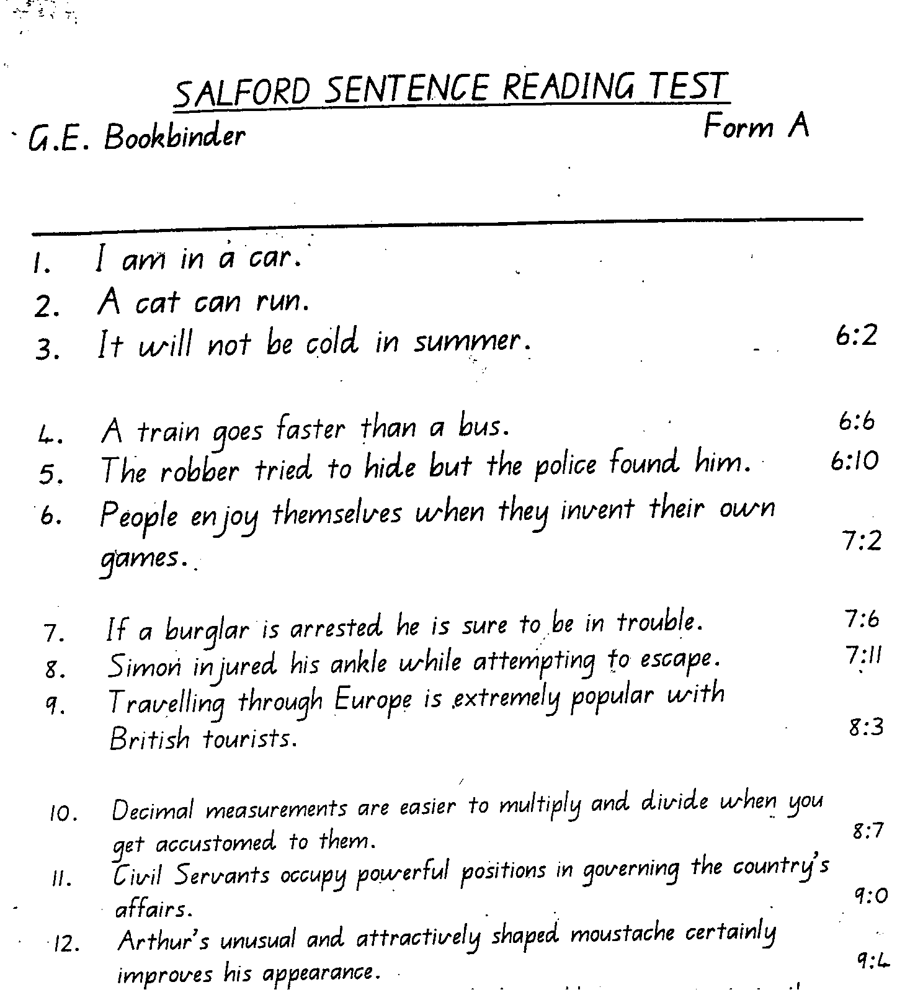 SALFORD SENTENCE READING TEST
G.E. Bookbinder Form A
1. I am in a car.
2. A cat can run.
3. It will not be cold in summer. 6:2
4. A train goes faster than a bus. 6:6
5. The robber tried to hide but the police found him. 6:10
6. People enjoy themselves when they invent their own
games. 7:2
7. If a burglar is arrested he is sure to be in trouble. 7:6
8. Simon injured his ankle while attempting to escape. 7:11
9. Travelling through Europe is extremely popular with
British tourists. 8:3
10. Decimal measurements are easier to multiply and divide when you
get accustomed to them. 8:7
11. Civil Servants occupy powerful positions in governing the country's
affairs. 9:0
12. Arthur's unusual and attractively shaped moustache certainly
improves his appearance. 9:4